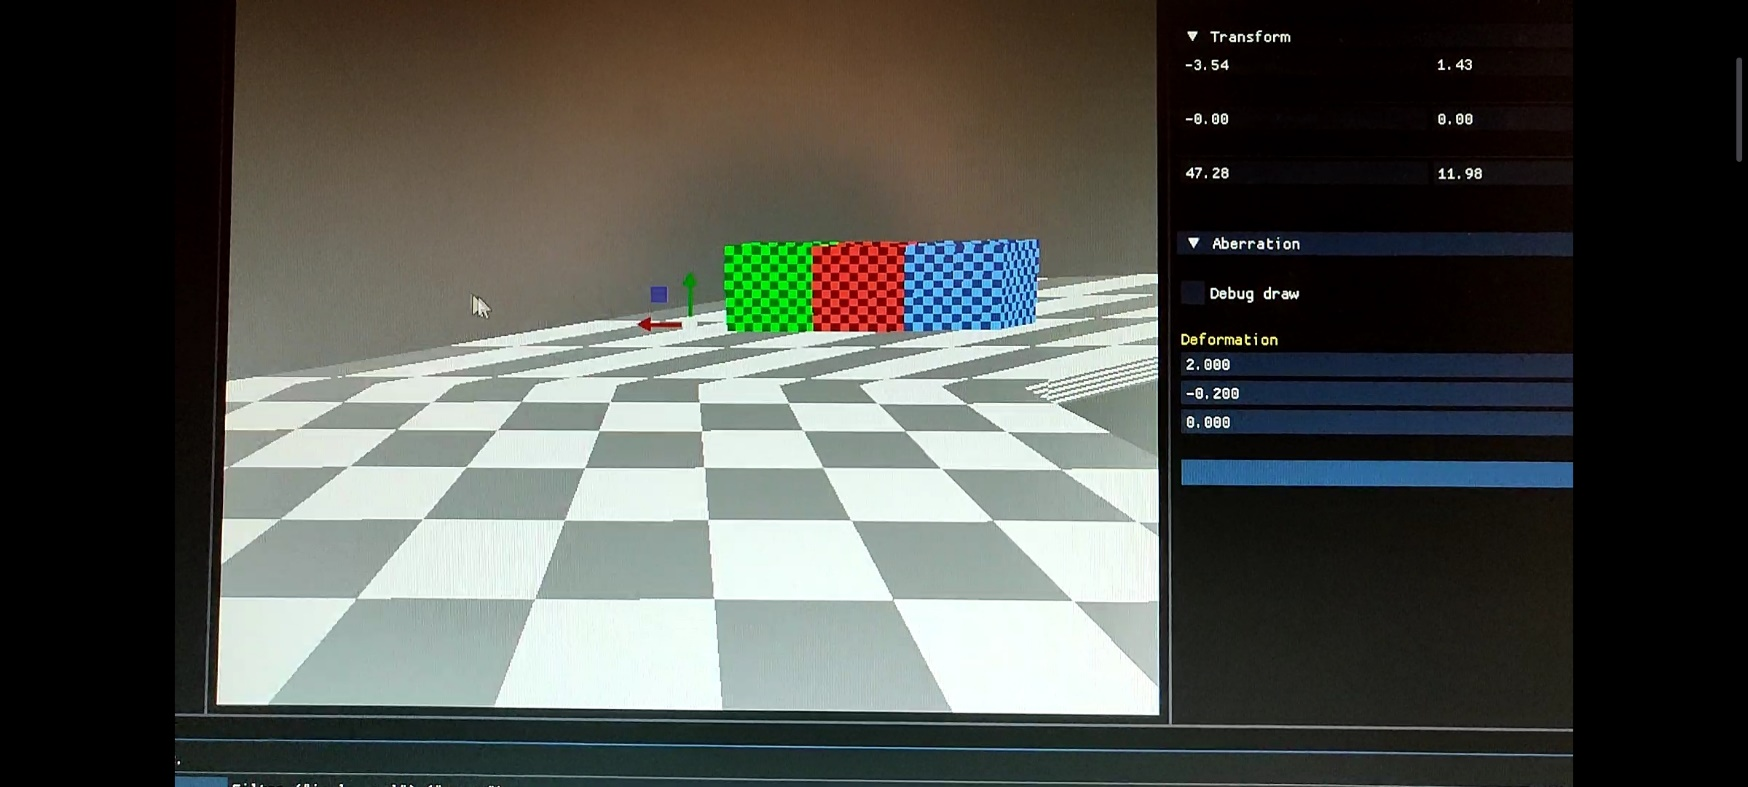 ▼ Transform
-3.54 1.43
-0.00 0.00
47.28 11.98
▼ Aberration
Debug draw
Deformation
2.000
-0.200
0.000